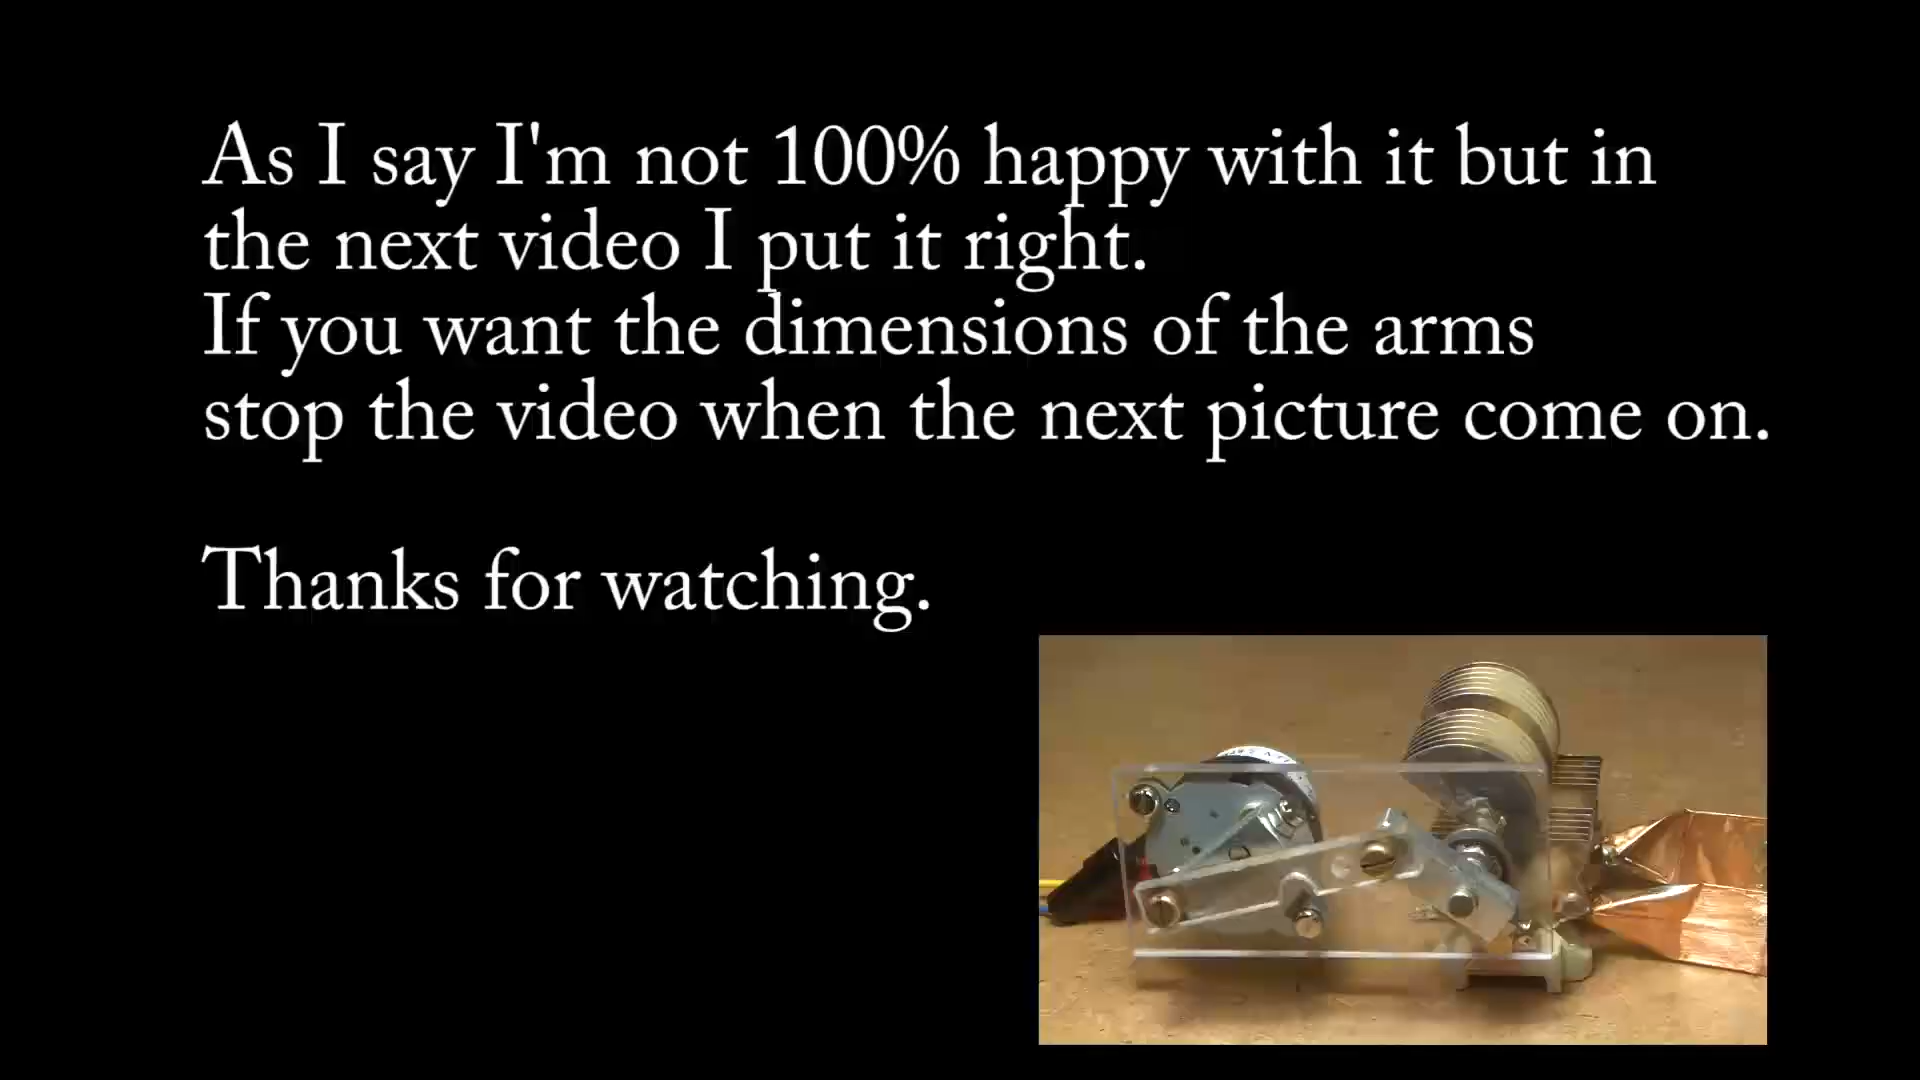 As I say I'm not 100% happy with it but in
the next video I put it right.
If you want the dimensions of the arms
stop the video when the next picture come on.
Thanks for watching.